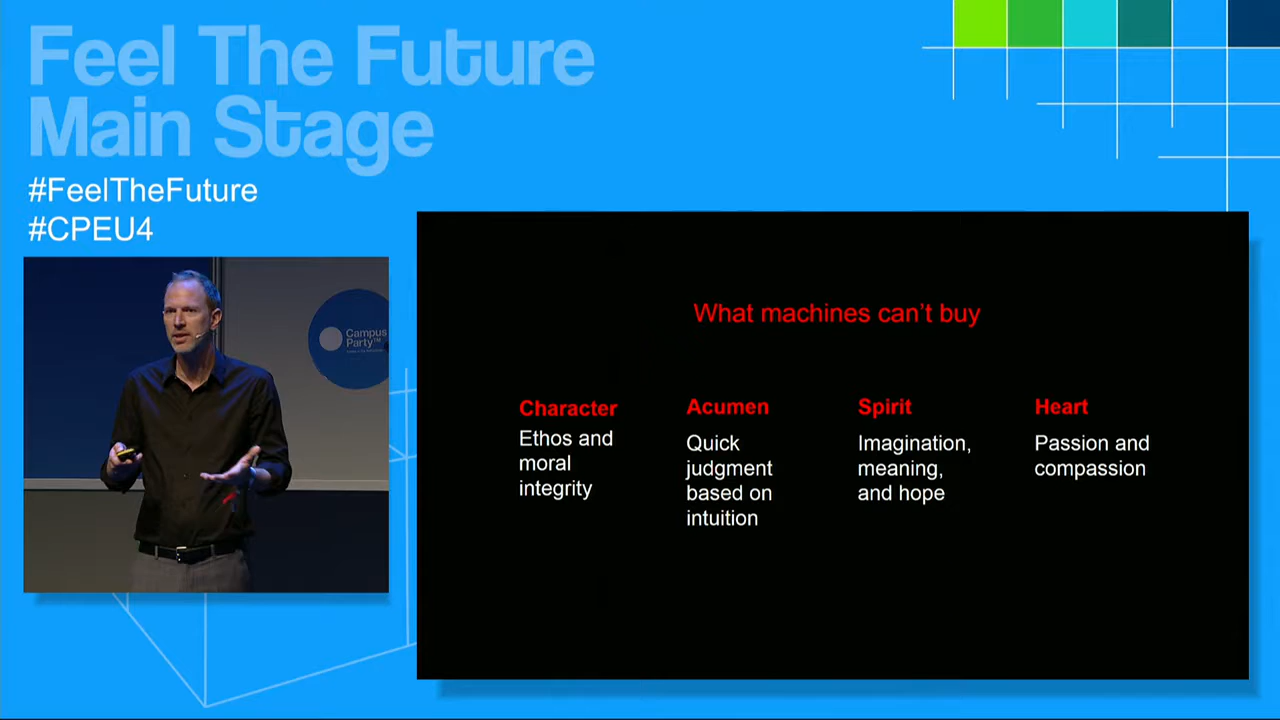 Feel The Future
Main Stage
#FeelTheFuture
#CPEU4
Campus
Party™
What machines can’t buy
Character
Ethos and
moral
integrity
Acumen
Quick
judgment
based on
intuition
Spirit
Imagination,
meaning,
and hope
Heart
Passion and
compassion